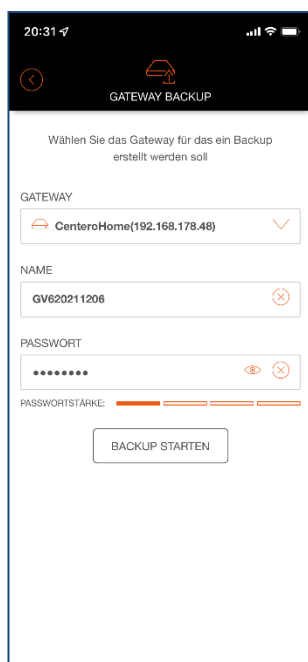 20:31
GATEWAY BACKUP
Wählen Sie das Gateway für das ein Backup
erstellt werden soll
GATEWAY
CenteroHome(192.168.178.48)
NAME
GV620211206
PASSWORT
••••••••
PASSWORTSTÄRKE:
BACKUP STARTEN